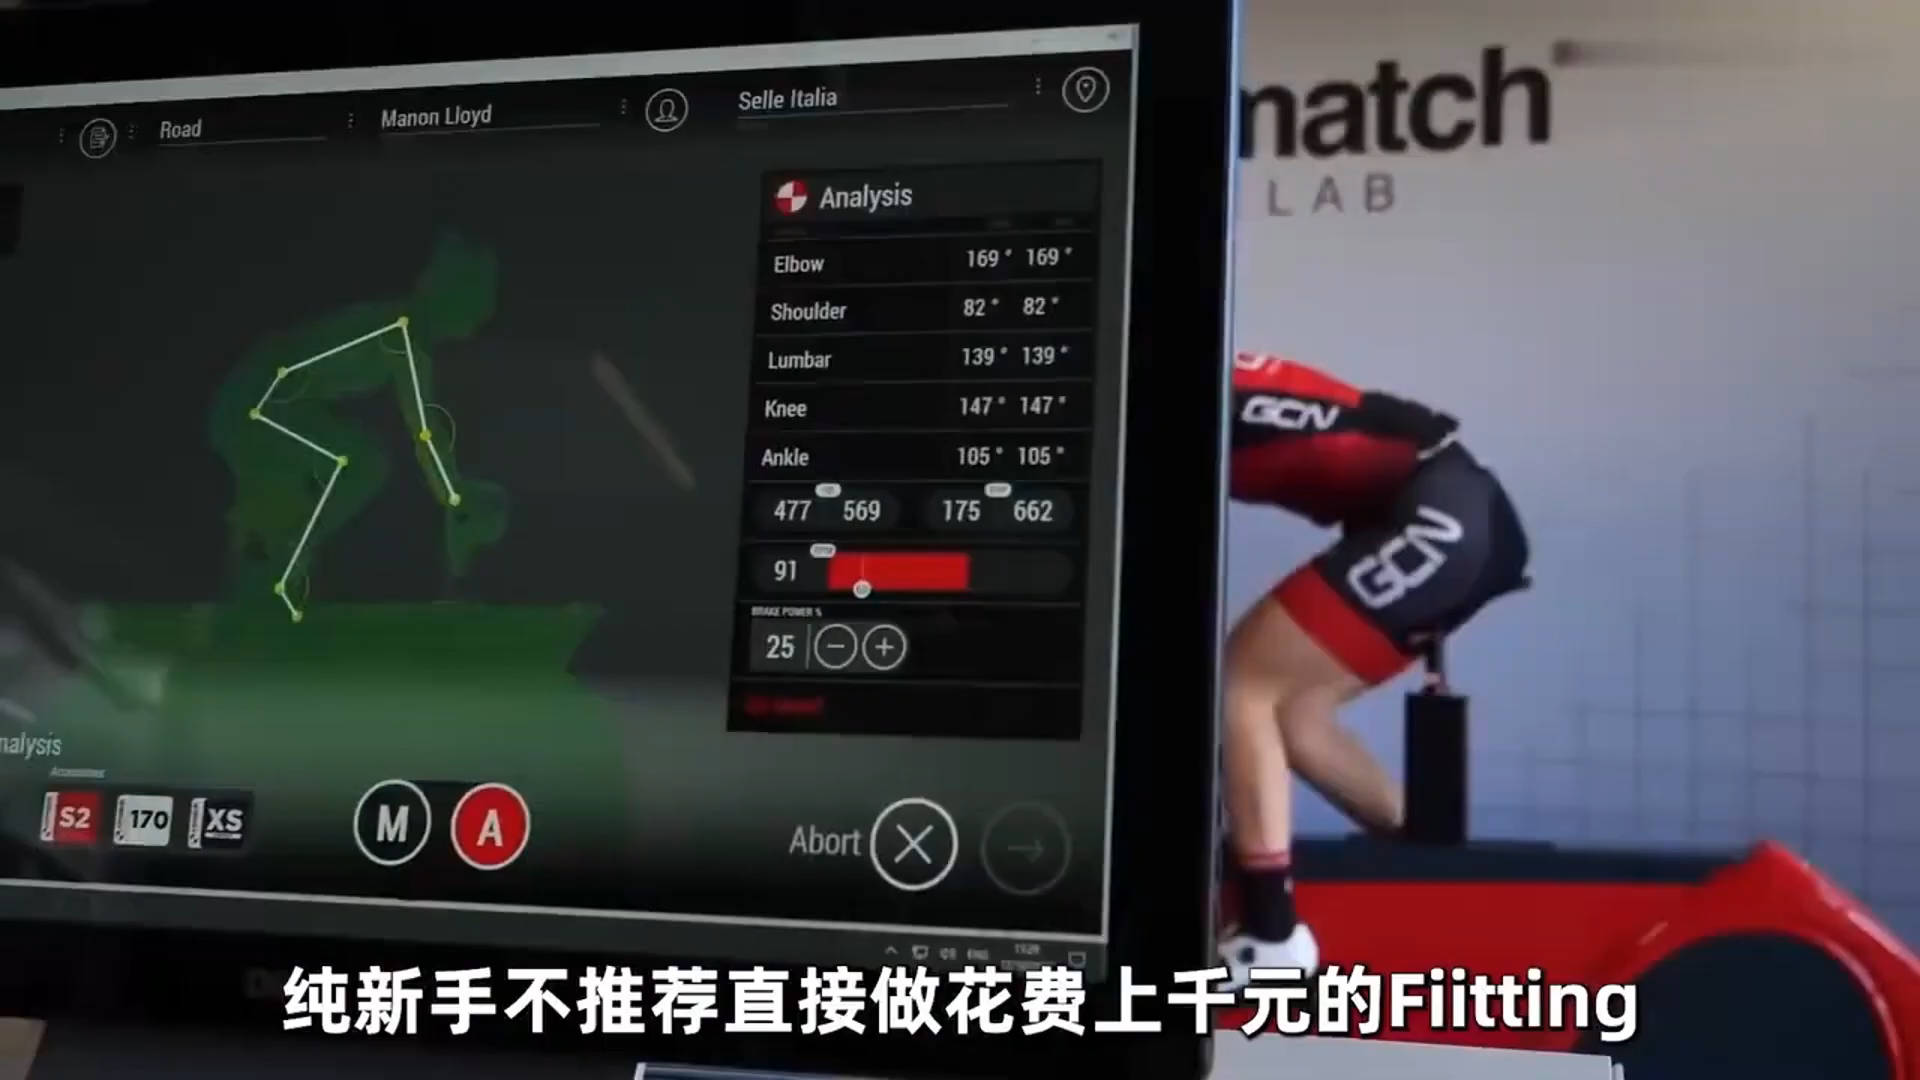 Road
Manon Lloyd
Selle Italia
match
LAB
Analysis
Elbow 169° 169°
Shoulder 82° 82°
Lumbar 139° 139°
Knee 147° 147°
Ankle 105° 105°
477 569 175 662
91
BRAKE POWER %
25
GCN
GCN
nalysis
Accessories
S2 170 XS
M A
Abort
纯新手不推荐直接做花费上千元的Fiitting